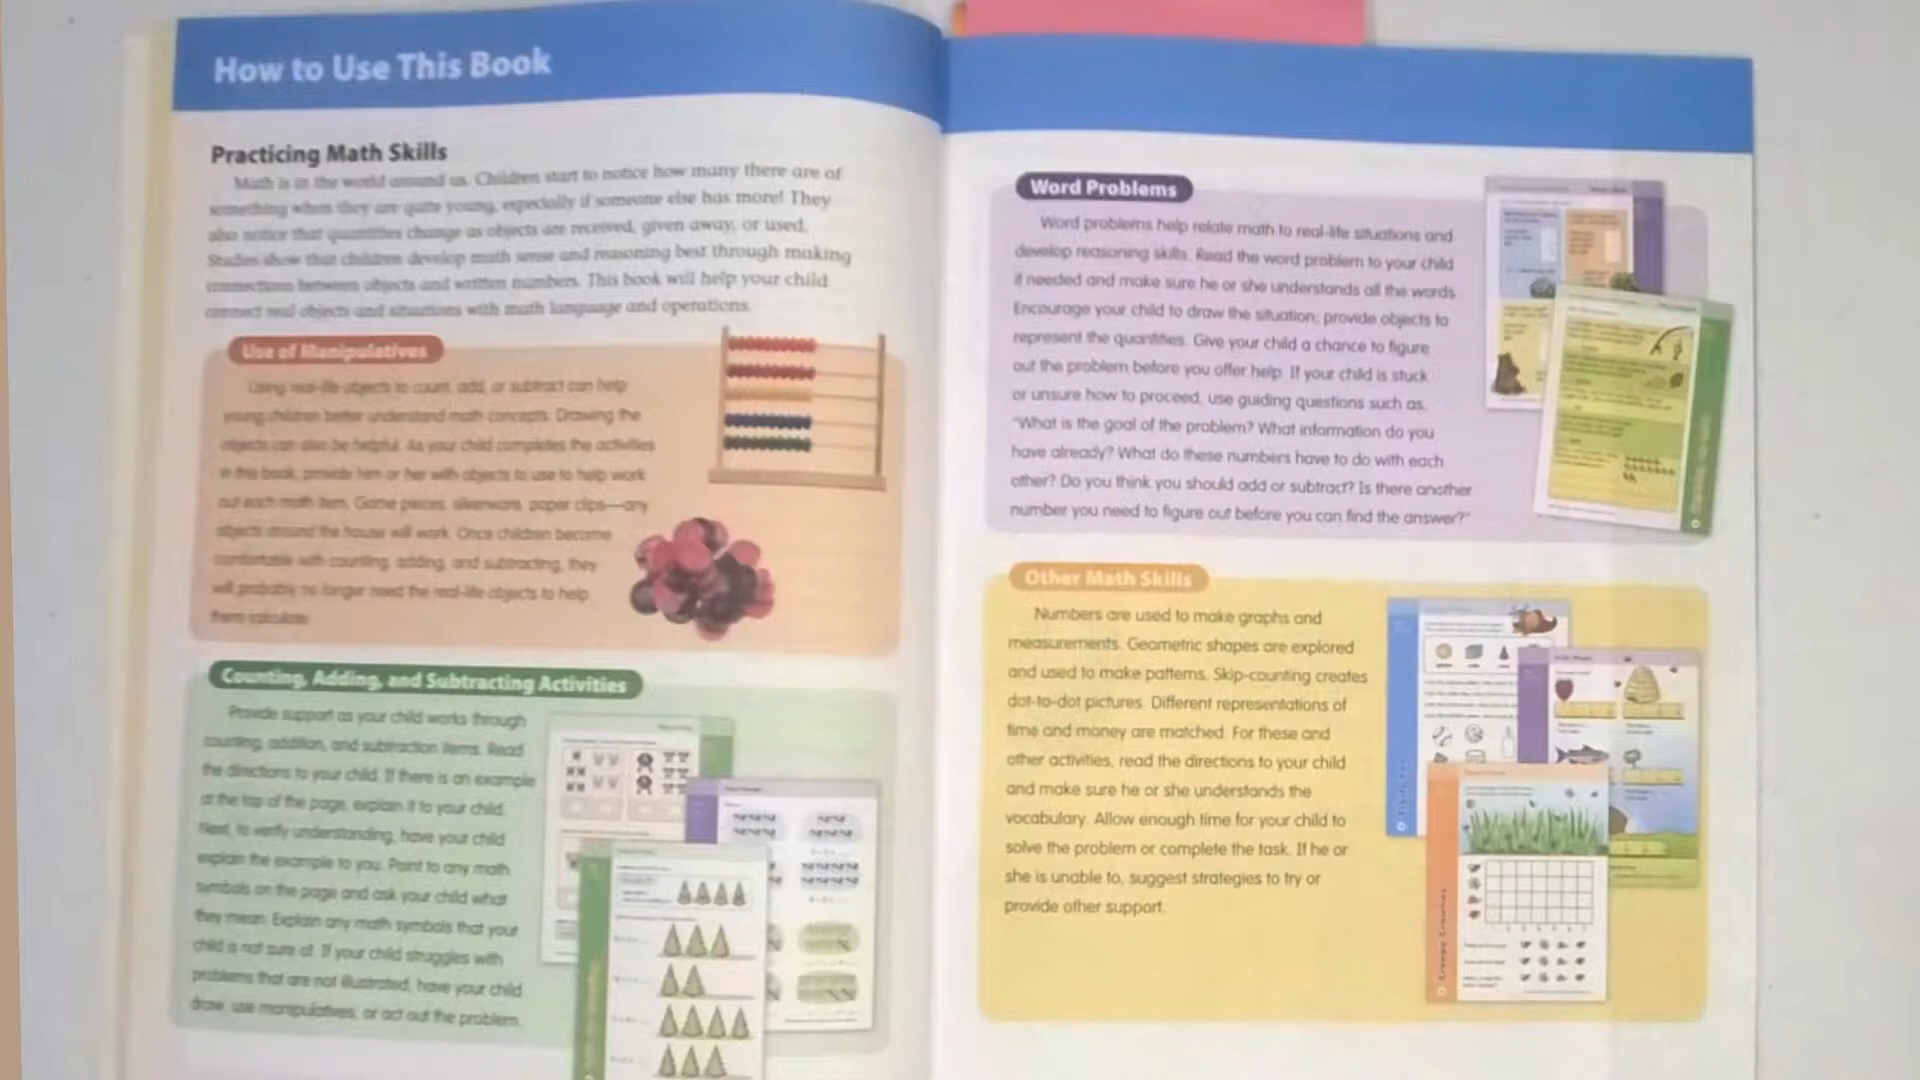 How to Use This Book
Practicing Math Skills
Math is in the world around us. Children start to notice how many there are of
something when they are quite young, especially if someone else has more! They
also notice that quantities change as objects are received, given away, or used.
Studies show that children develop math sense and reasoning best through making
connections between objects and written numbers. This book will help your child
connect real objects and situations with math language and operations.
Use of Manipulatives
Using real-life objects to count, add, or subtract can help
young children better understand math concepts. Drawing the
objects can also be helpful. As your child completes the activities
in this book, provide him or her with objects to use to help work
out each math item. Game pieces, silverware, paper clips—any
objects around the house will work. Once children become
comfortable with counting, adding, and subtracting, they
will probably no longer need the real-life objects to help
them calculate.
Counting, Adding, and Subtracting Activities
Provide support as your child works through
counting, addition, and subtraction items. Read
the directions to your child. If there is an example
at the top of the page, explain it to your child.
Next, to verify understanding, have your child
explain the example to you. Point to any math
symbols on the page and ask your child what
they mean. Explain any math symbols that your
child is not sure of. If your child struggles with
problems that are not illustrated, have your child
draw, use manipulatives, or act out the problem.
Word Problems
Word problems help relate math to real-life situations and
develop reasoning skills. Read the word problem to your child
if needed and make sure he or she understands all the words.
Encourage your child to draw the situation; provide objects to
represent the quantities. Give your child a chance to figure
out the problem before you offer help. If your child is stuck
or unsure how to proceed, use guiding questions such as,
"What is the goal of the problem? What information do you
have already? What do these numbers have to do with each
other? Do you think you should add or subtract? Is there another
number you need to figure out before you can find the answer?"
Other Math Skills
Numbers are used to make graphs and
measurements. Geometric shapes are explored
and used to make patterns. Skip-counting creates
dot-to-dot pictures. Different representations of
time and money are matched. For these and
other activities, read the directions to your child
and make sure he or she understands the
vocabulary. Allow enough time for your child to
solve the problem or complete the task. If he or
she is unable to, suggest strategies to try or
provide other support.